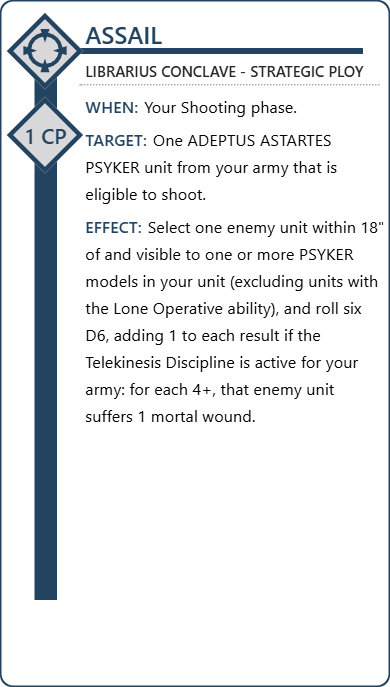 ASSAIL
LIBRARIUS CONCLAVE - STRATEGIC PLOY
1 CP
WHEN: Your Shooting phase.
TARGET: One ADEPTUS ASTARTES
PSYKER unit from your army that is
eligible to shoot.
EFFECT: Select one enemy unit within 18"
of and visible to one or more PSYKER
models in your unit (excluding units with
the Lone Operative ability), and roll six
D6, adding 1 to each result if the
Telekinesis Discipline is active for your
army: for each 4+, that enemy unit
suffers 1 mortal wound.